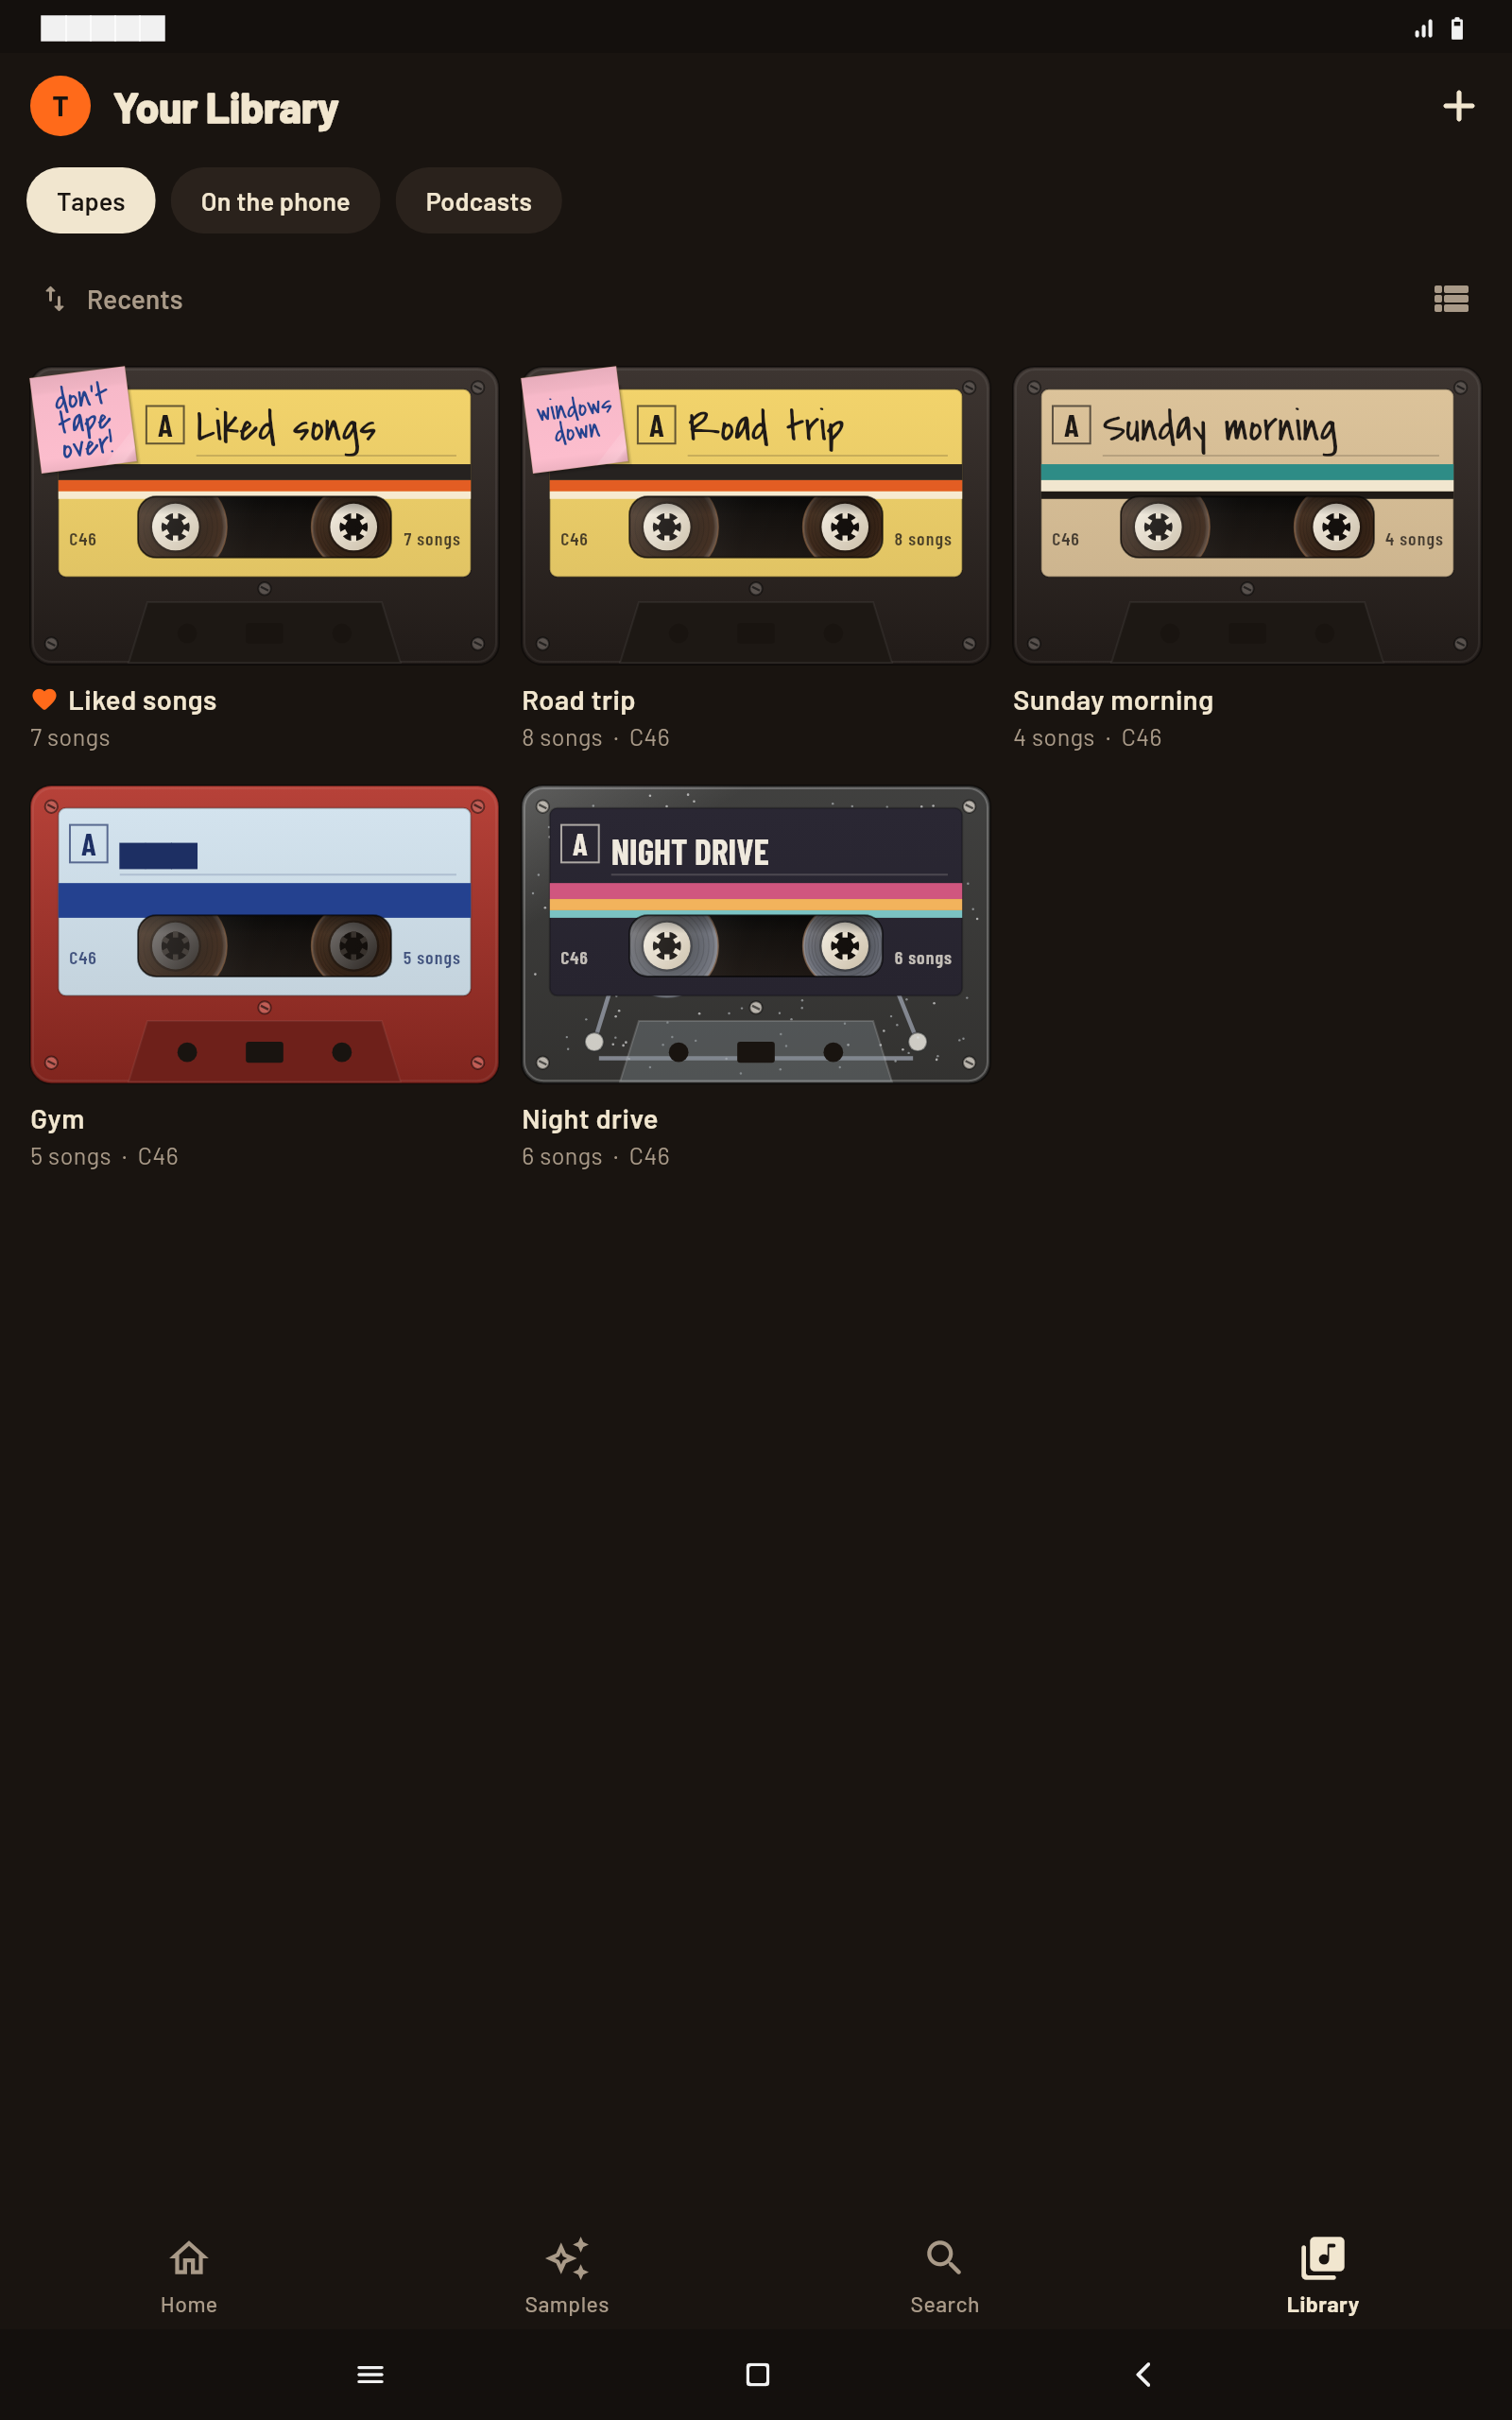 T Your Library
Tapes On the phone Podcasts
Recents
don't
tape
over!
A Liked songs
C46 7 songs
windows
down
A Road trip
C46 8 songs
A Sunday morning
C46 4 songs
Liked songs
7 songs
Road trip
8 songs · C46
Sunday morning
4 songs · C46
A
C46 5 songs
A NIGHT DRIVE
C46 6 songs
Gym
5 songs · C46
Night drive
6 songs · C46
Home Samples Search Library